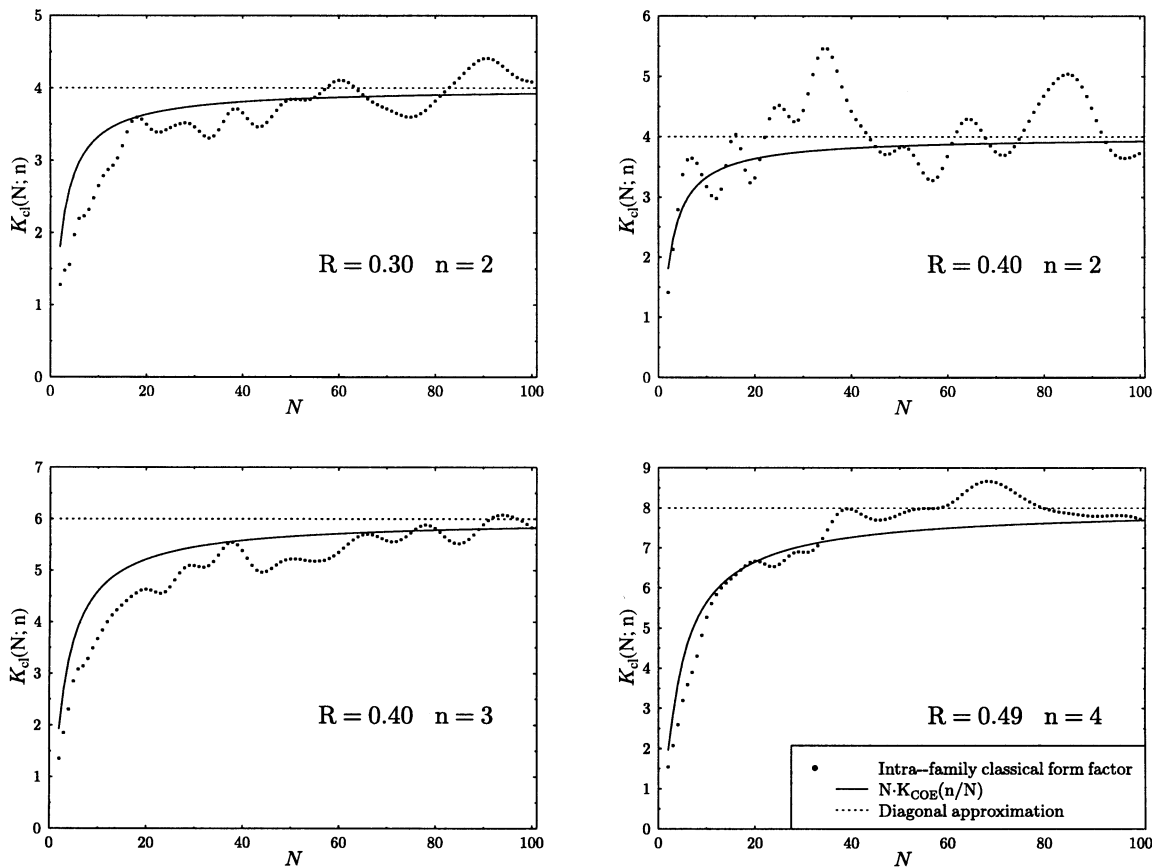 5
4
3
2
1
0
0 20 40 60 80 100
N
K_cl(N; n)
R = 0.30 n = 2
6
5
4
3
2
1
0
0 20 40 60 80 100
N
K_cl(N; n)
R = 0.40 n = 2
7
6
5
4
3
2
1
0
0 20 40 60 80 100
N
K_cl(N; n)
R = 0.40 n = 3
9
8
7
6
5
4
3
2
1
0
0 20 40 60 80 100
N
K_cl(N; n)
R = 0.49 n = 4
Intra--family classical form factor
N·K_COE(n/N)
Diagonal approximation